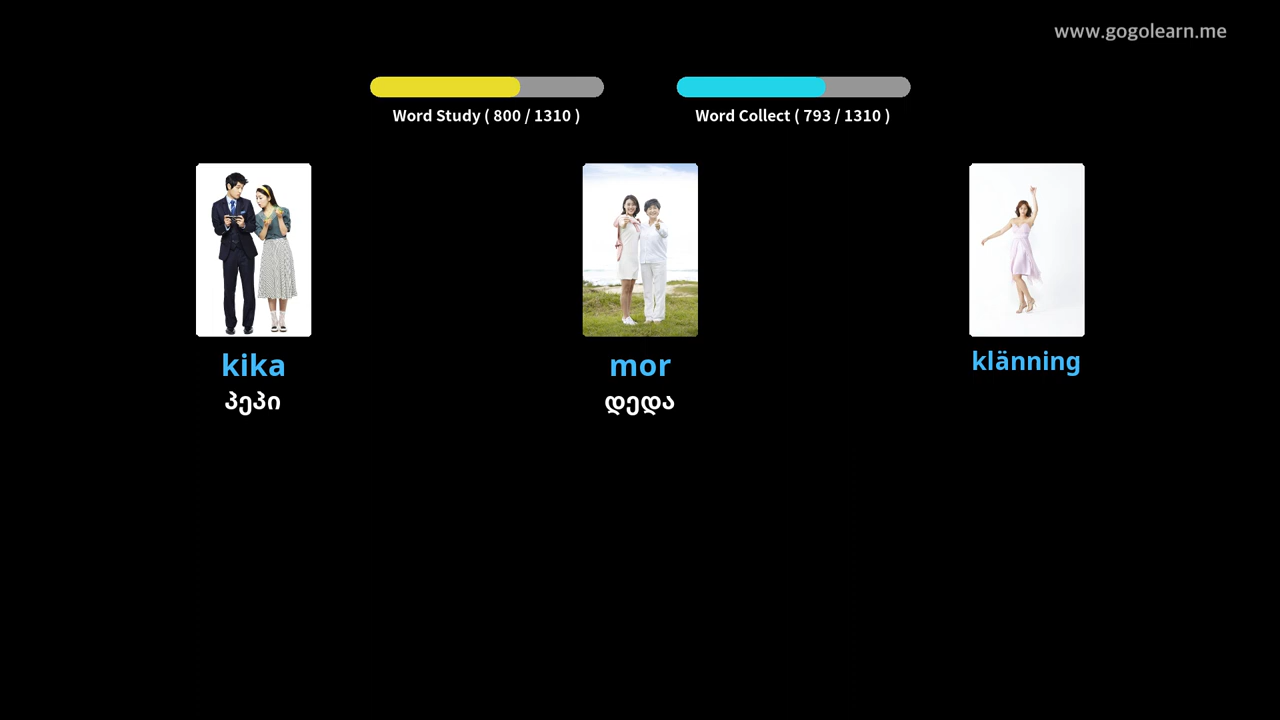 www.gogolearn.me
Word Study ( 800 / 1310 )
Word Collect ( 793 / 1310 )
kika
პეპი
mor
დედა
klänning